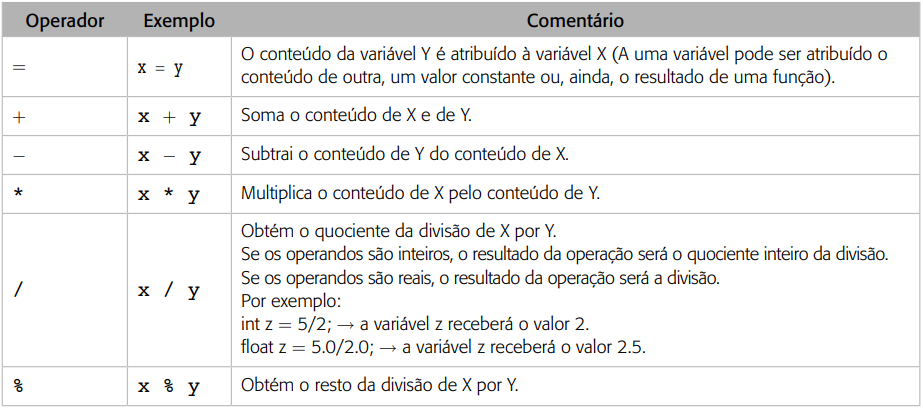 Operador Exemplo Comentário
= x = y O conteúdo da variável Y é atribuído à variável X (A uma variável pode ser atribuído o
conteúdo de outra, um valor constante ou, ainda, o resultado de uma função).
+ x + y Soma o conteúdo de X e de Y.
– x – y Subtrai o conteúdo de Y do conteúdo de X.
* x * y Multiplica o conteúdo de X pelo conteúdo de Y.
/ x / y Obtém o quociente da divisão de X por Y.
Se os operandos são inteiros, o resultado da operação será o quociente inteiro da divisão.
Se os operandos são reais, o resultado da operação será a divisão.
Por exemplo:
int z = 5/2; → a variável z receberá o valor 2.
float z = 5.0/2.0; → a variável z receberá o valor 2.5.
% x % y Obtém o resto da divisão de X por Y.